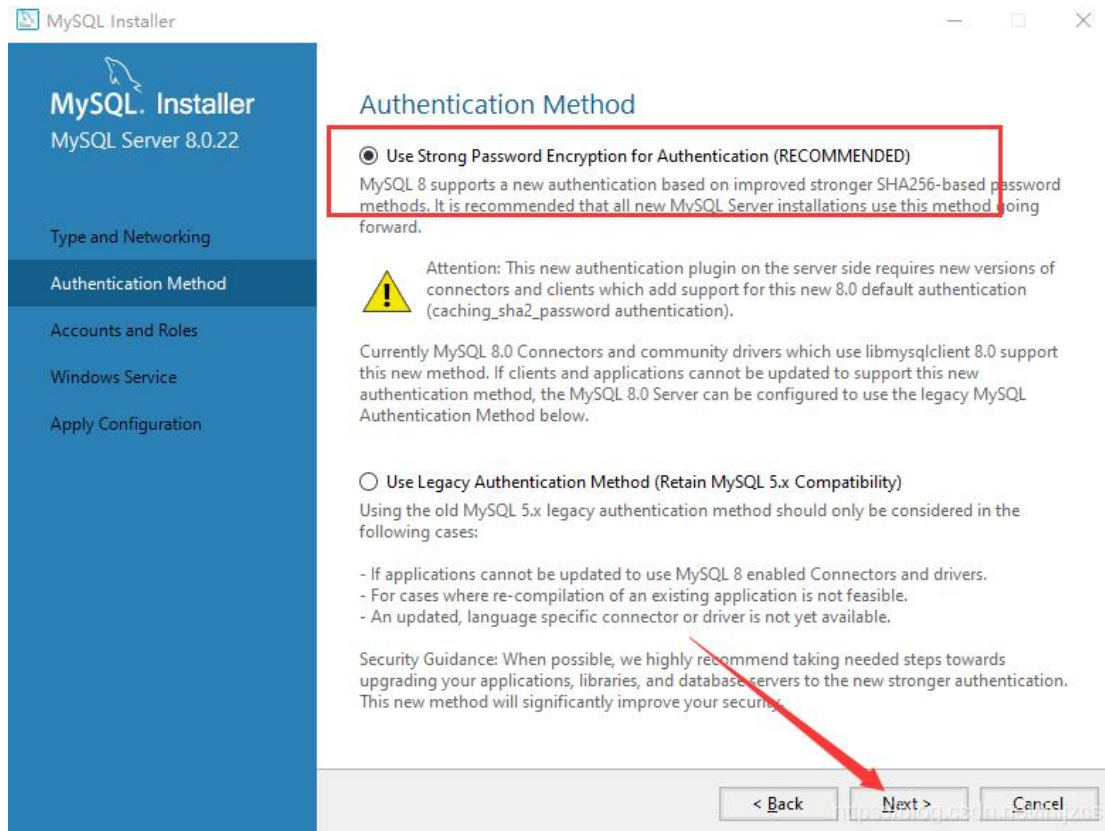 MySQL Installer
MySQL. Installer
MySQL Server 8.0.22
Type and Networking
Authentication Method
Accounts and Roles
Windows Service
Apply Configuration
Authentication Method
Use Strong Password Encryption for Authentication (RECOMMENDED)
MySQL 8 supports a new authentication based on improved stronger SHA256-based password
methods. It is recommended that all new MySQL Server installations use this method going
forward.
Attention: This new authentication plugin on the server side requires new versions of
connectors and clients which add support for this new 8.0 default authentication
(caching_sha2_password authentication).
Currently MySQL 8.0 Connectors and community drivers which use libmysqlclient 8.0 support
this new method. If clients and applications cannot be updated to support this new
authentication method, the MySQL 8.0 Server can be configured to use the legacy MySQL
Authentication Method below.
Use Legacy Authentication Method (Retain MySQL 5.x Compatibility)
Using the old MySQL 5.x legacy authentication method should only be considered in the
following cases:
- If applications cannot be updated to use MySQL 8 enabled Connectors and drivers.
- For cases where re-compilation of an existing application is not feasible.
- An updated, language specific connector or driver is not yet available.
Security Guidance: When possible, we highly recommend taking needed steps towards
upgrading your applications, libraries, and database servers to the new stronger authentication.
This new method will significantly improve your security.
< Back
Next >
Cancel